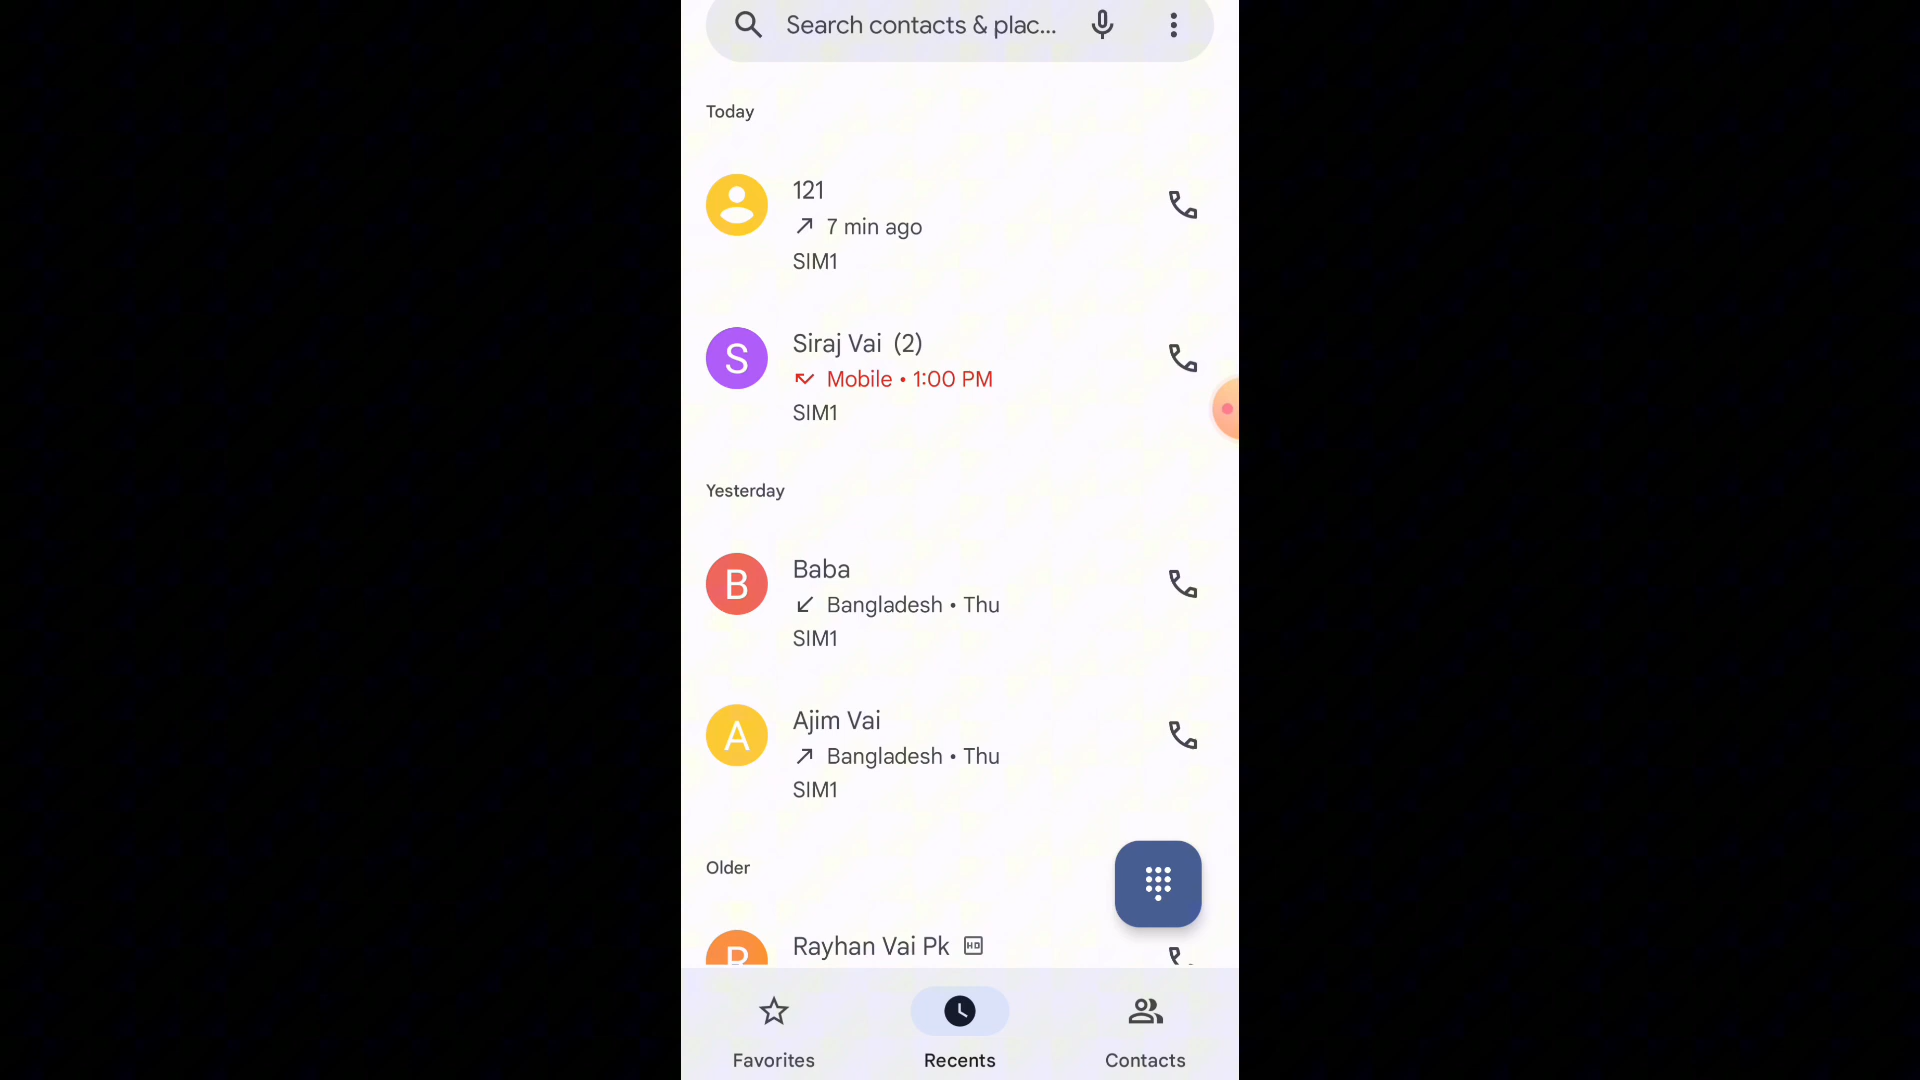 Search contacts & plac...
Today
121
7 min ago
SIM1
S
Siraj Vai (2)
Mobile • 1:00 PM
SIM1
Yesterday
B
Baba
Bangladesh • Thu
SIM1
A
Ajim Vai
Bangladesh • Thu
SIM1
Older
R
Rayhan Vai Pk HD
Favorites
Recents
Contacts